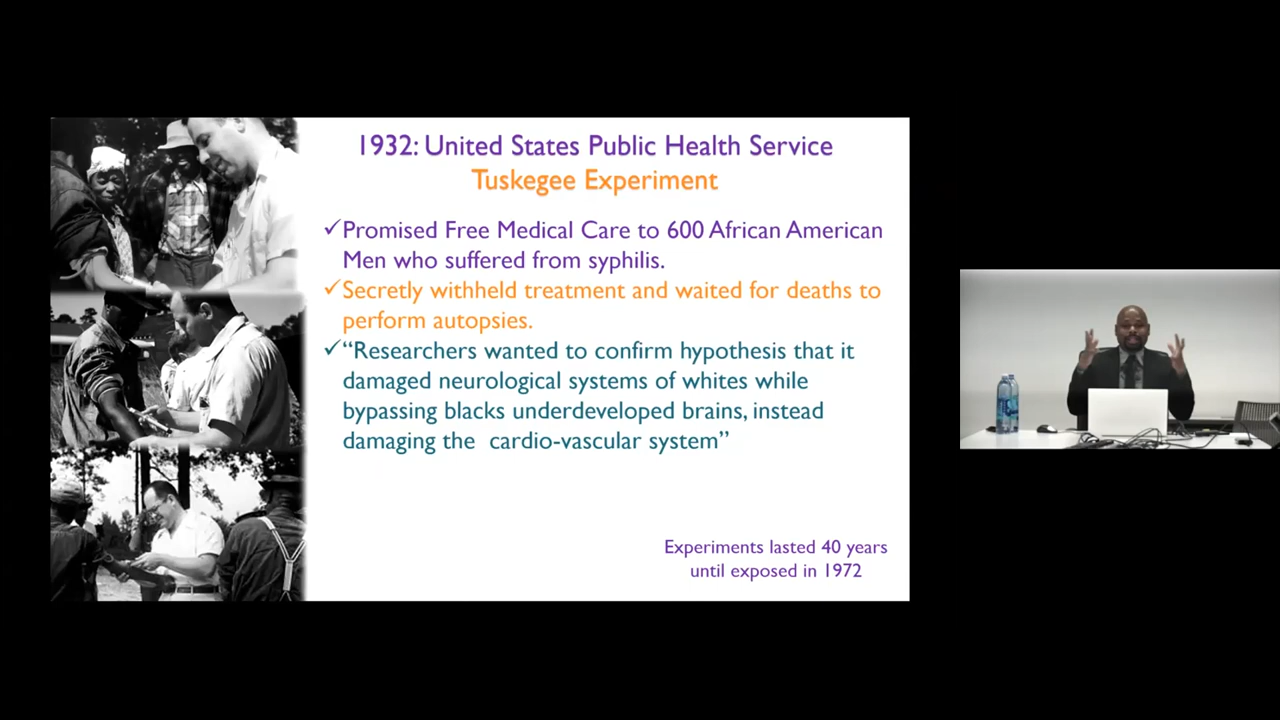 1932: United States Public Health Service
Tuskegee Experiment
✓Promised Free Medical Care to 600 African American
Men who suffered from syphilis.
✓Secretly withheld treatment and waited for deaths to
perform autopsies.
✓“Researchers wanted to confirm hypothesis that it
damaged neurological systems of whites while
bypassing blacks underdeveloped brains, instead
damaging the cardio-vascular system”
Experiments lasted 40 years
until exposed in 1972